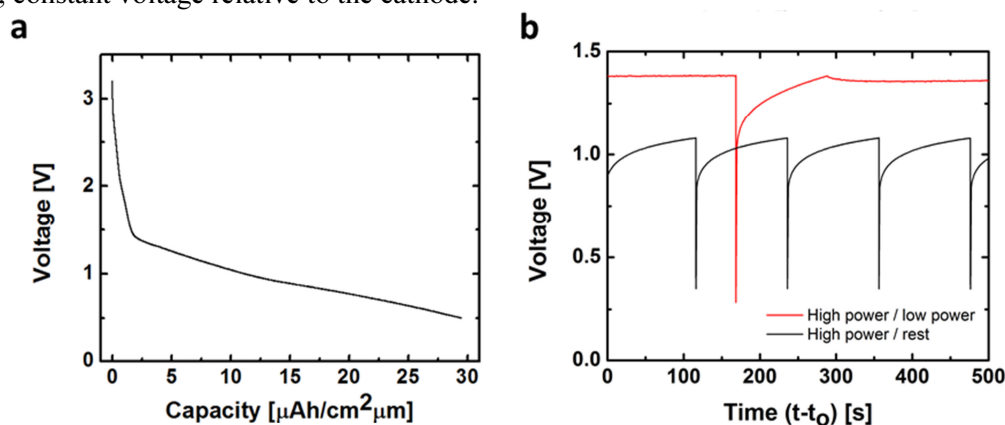 constant voltage relative to the cathode.
a
b
3
2
1
0
Voltage [V]
0 5 10 15 20 25 30
Capacity [μAh/cm²μm]
1.5
1.0
0.5
0.0
Voltage [V]
High power / low power
High power / rest
0 100 200 300 400 500
Time (t-to) [s]